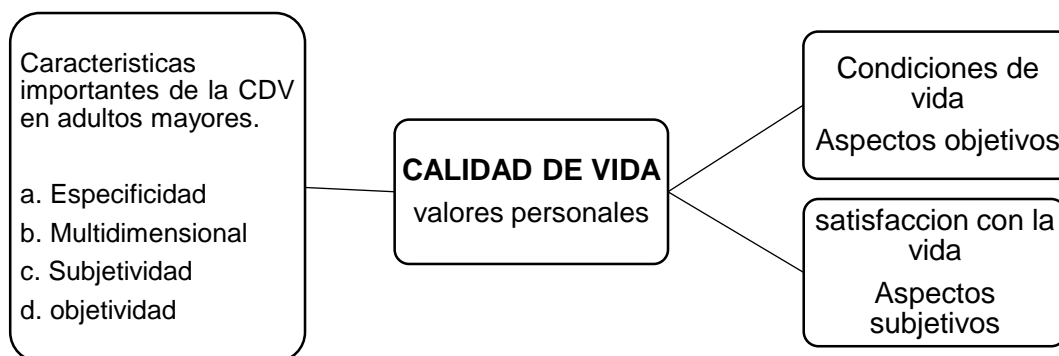 Caracteristicas
importantes de la CDV
en adultos mayores.
a. Especificidad
b. Multidimensional
c. Subjetividad
d. objetividad
CALIDAD DE VIDA
valores personales
Condiciones de
vida
Aspectos objetivos
satisfaccion con la
vida
Aspectos
subjetivos